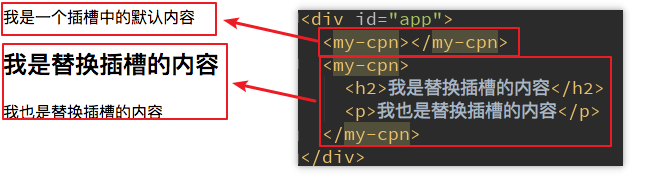 我是一个插槽中的默认内容
我是替换插槽的内容
我也是替换插槽的内容
<div id="app">
<my-cpn></my-cpn>
<my-cpn>
<h2>我是替换插槽的内容</h2>
<p>我也是替换插槽的内容</p>
</my-cpn>
</div>